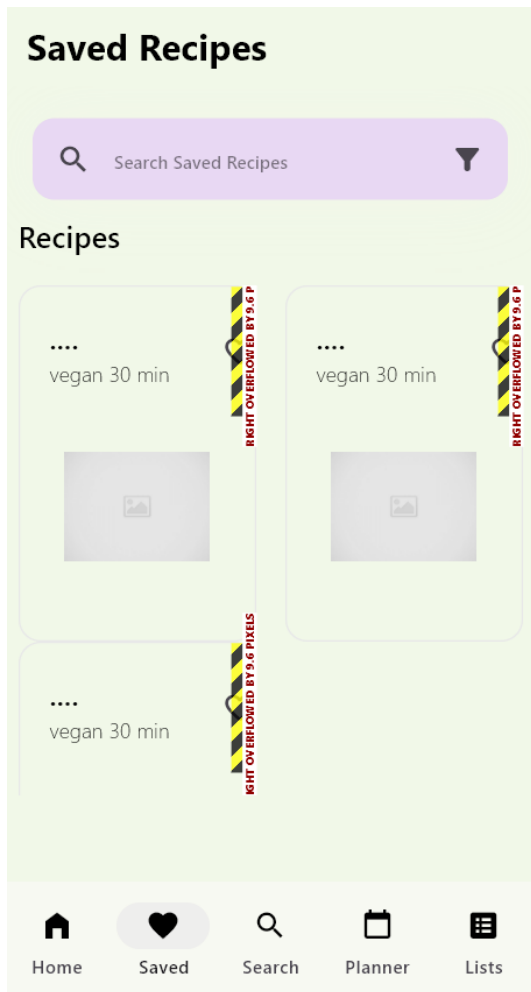 Saved Recipes
Search Saved Recipes
Recipes
....
vegan 30 min
RIGHT OVERFLOWED BY 9.6 P
....
vegan 30 min
RIGHT OVERFLOWED BY 9.6 P
....
vegan 30 min
IGHT OVERFLOWED BY 9.6 PIXELS
Home
Saved
Search
Planner
Lists